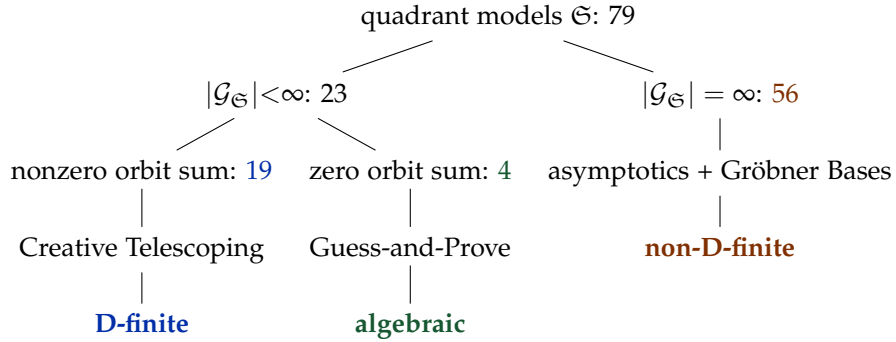 quadrant models 𝔖: 79
|𝒢𝔖|<∞: 23
|𝒢𝔖| = ∞: 56
nonzero orbit sum: 19
zero orbit sum: 4
asymptotics + Gröbner Bases
Creative Telescoping
Guess-and-Prove
non-D-finite
D-finite
algebraic